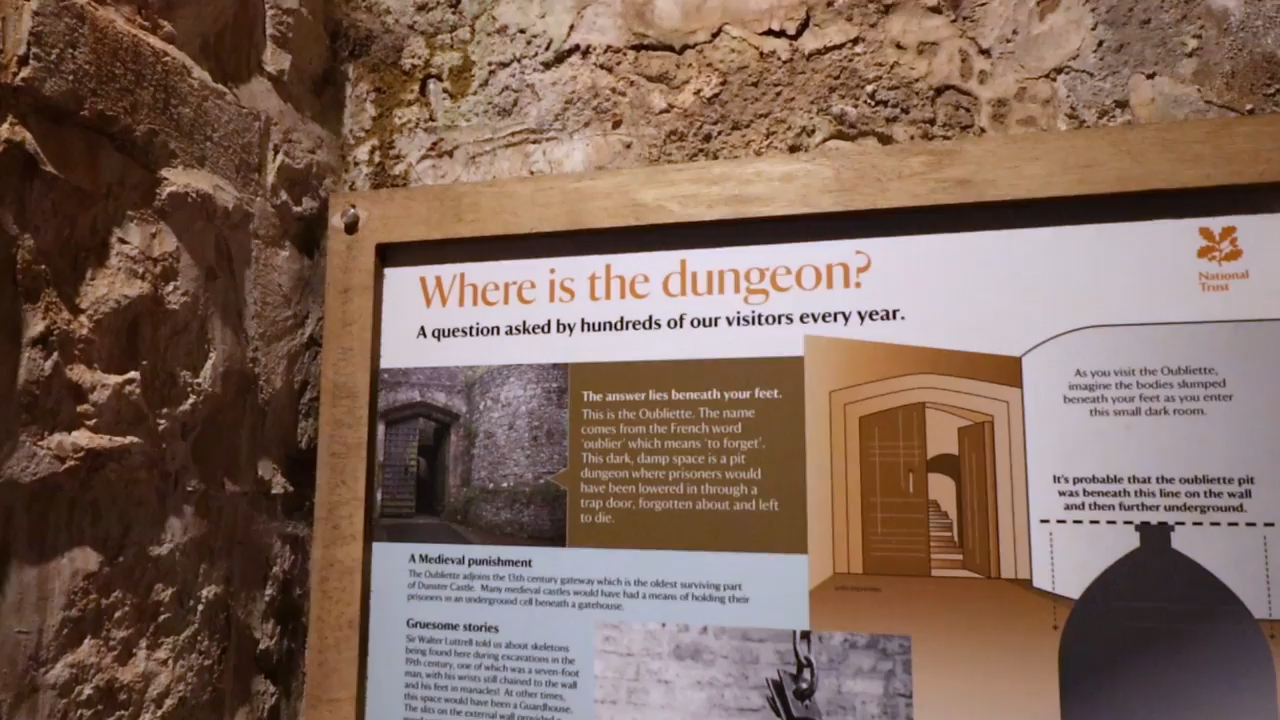 Where is the dungeon?
A question asked by hundreds of our visitors every year.
National
Trust
The answer lies beneath your feet.
This is the Oubliette. The name
comes from the French word
'oublier' which means 'to forget'.
This dark, damp space is a pit
dungeon where prisoners would
have been lowered in through a
trap door, forgotten about and left
to die.
As you visit the Oubliette,
imagine the bodies slumped
beneath your feet as you enter
this small dark room.
It's probable that the oubliette pit
was beneath this line on the wall
and then further underground.
A Medieval punishment
The Oubliette adjoins the 13th century gateway which is the oldest surviving part
of Dunster Castle. Many medieval castles would have had a means of holding their
prisoners in an underground cell beneath a gatehouse.
Gruesome stories
Sir Walter Luttrell told us about skeletons
being found here during excavations in the
19th century, one of which was a seven-foot
man, with his wrists still chained to the wall
and his feet in manacles! At other times,
this space would have been a Guardhouse.
The slits on the external wall provided